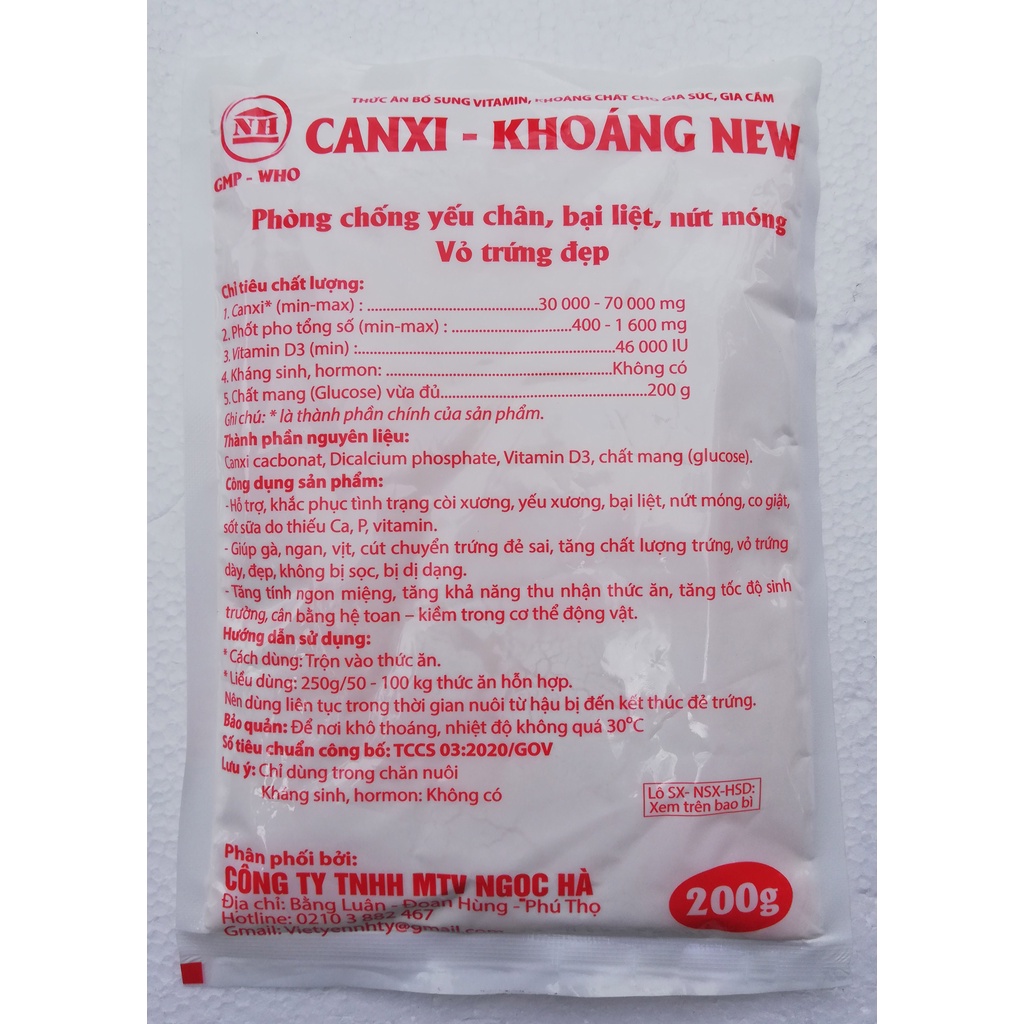 THỨC ĂN BỔ SUNG VITAMIN, KHOÁNG CHẤT CHO GIA SÚC, GIA CẦM
NH
CANXI - KHOÁNG NEW
GMP - WHO
Phòng chống yếu chân, bại liệt, nứt móng
Vỏ trứng đẹp
Chỉ tiêu chất lượng:
1. Canxi* (min-max) : ........................................30 000 - 70 000 mg
2. Phốt pho tổng số (min-max) : ............................400 - 1 600 mg
3. Vitamin D3 (min) :............................................................46 000 IU
4. Kháng sinh, hormon: ......................................................Không có
5. Chất mang (Glucose) vừa đủ.................................................200 g
Ghi chú: * là thành phần chính của sản phẩm.
Thành phần nguyên liệu:
Canxi cacbonat, Dicalcium phosphate, Vitamin D3, chất mang (glucose).
Công dụng sản phẩm:
- Hỗ trợ, khắc phục tình trạng còi xương, yếu xương, bại liệt, nứt móng, co giật,
sốt sữa do thiếu Ca, P, vitamin.
- Giúp gà, ngan, vịt, cút chuyển trứng đẻ sai, tăng chất lượng trứng, vỏ trứng
dày, đẹp, không bị sọc, bị dị dạng.
- Tăng tính ngon miệng, tăng khả năng thu nhận thức ăn, tăng tốc độ sinh
trưởng, cân bằng hệ toan – kiềm trong cơ thể động vật.
Hướng dẫn sử dụng:
* Cách dùng: Trộn vào thức ăn.
* Liều dùng: 250g/50 - 100 kg thức ăn hỗn hợp.
Nên dùng liên tục trong thời gian nuôi từ hậu bị đến kết thúc đẻ trứng.
Bảo quản: Để nơi khô thoáng, nhiệt độ không quá 30°C
Số tiêu chuẩn công bố: TCCS 03:2020/GOV
Lưu ý: Chỉ dùng trong chăn nuôi
Kháng sinh, hormon: Không có
Lô SX- NSX-HSD:
Xem trên bao bì
Phân phối bởi:
CÔNG TY TNHH MTV NGỌC HÀ
Địa chỉ: Bằng Luân - Đoan Hùng - Phú Thọ
Hotline: 0210 3 882 467
Gmail: Vietyennhty@gmail.com
200g